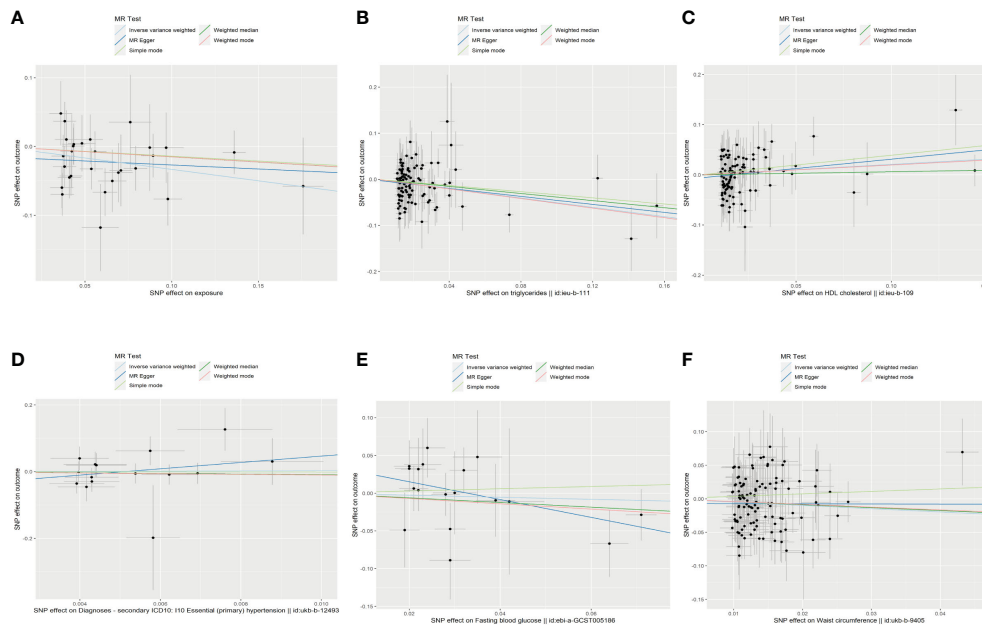 A
MR Test
Inverse variance weighted
Weighted median
MR Egger
Weighted mode
Simple mode
0.1
0.0
-0.1
SNP effect on outcome
0.05
0.10
0.15
SNP effect on exposure
B
MR Test
Inverse variance weighted
Weighted median
MR Egger
Weighted mode
Simple mode
0.2
0.1
0.0
-0.1
-0.2
SNP effect on outcome
0.04
0.08
0.12
0.16
SNP effect on triglycerides || id:ieu-b-111
C
MR Test
Inverse variance weighted
Weighted median
MR Egger
Weighted mode
Simple mode
0.2
0.1
0.0
-0.1
-0.2
SNP effect on outcome
0.05
0.10
SNP effect on HDL cholesterol || id:ieu-b-109
D
MR Test
Inverse variance weighted
Weighted median
MR Egger
Weighted mode
Simple mode
0.2
0.0
-0.2
SNP effect on outcome
0.004
0.006
0.008
0.010
SNP effect on Diagnoses - secondary ICD10: I10 Essential (primary) hypertension || id:ukb-b-12493
E
MR Test
Inverse variance weighted
Weighted median
MR Egger
Weighted mode
Simple mode
0.10
0.05
0.00
-0.05
-0.10
-0.15
SNP effect on outcome
0.02
0.04
0.06
SNP effect on Fasting blood glucose || id:ebi-a-GCST005186
F
MR Test
Inverse variance weighted
Weighted median
MR Egger
Weighted mode
Simple mode
0.10
0.05
0.00
-0.05
-0.10
-0.15
SNP effect on outcome
0.01
0.02
0.03
0.04
SNP effect on Waist circumference || id:ukb-b-9405